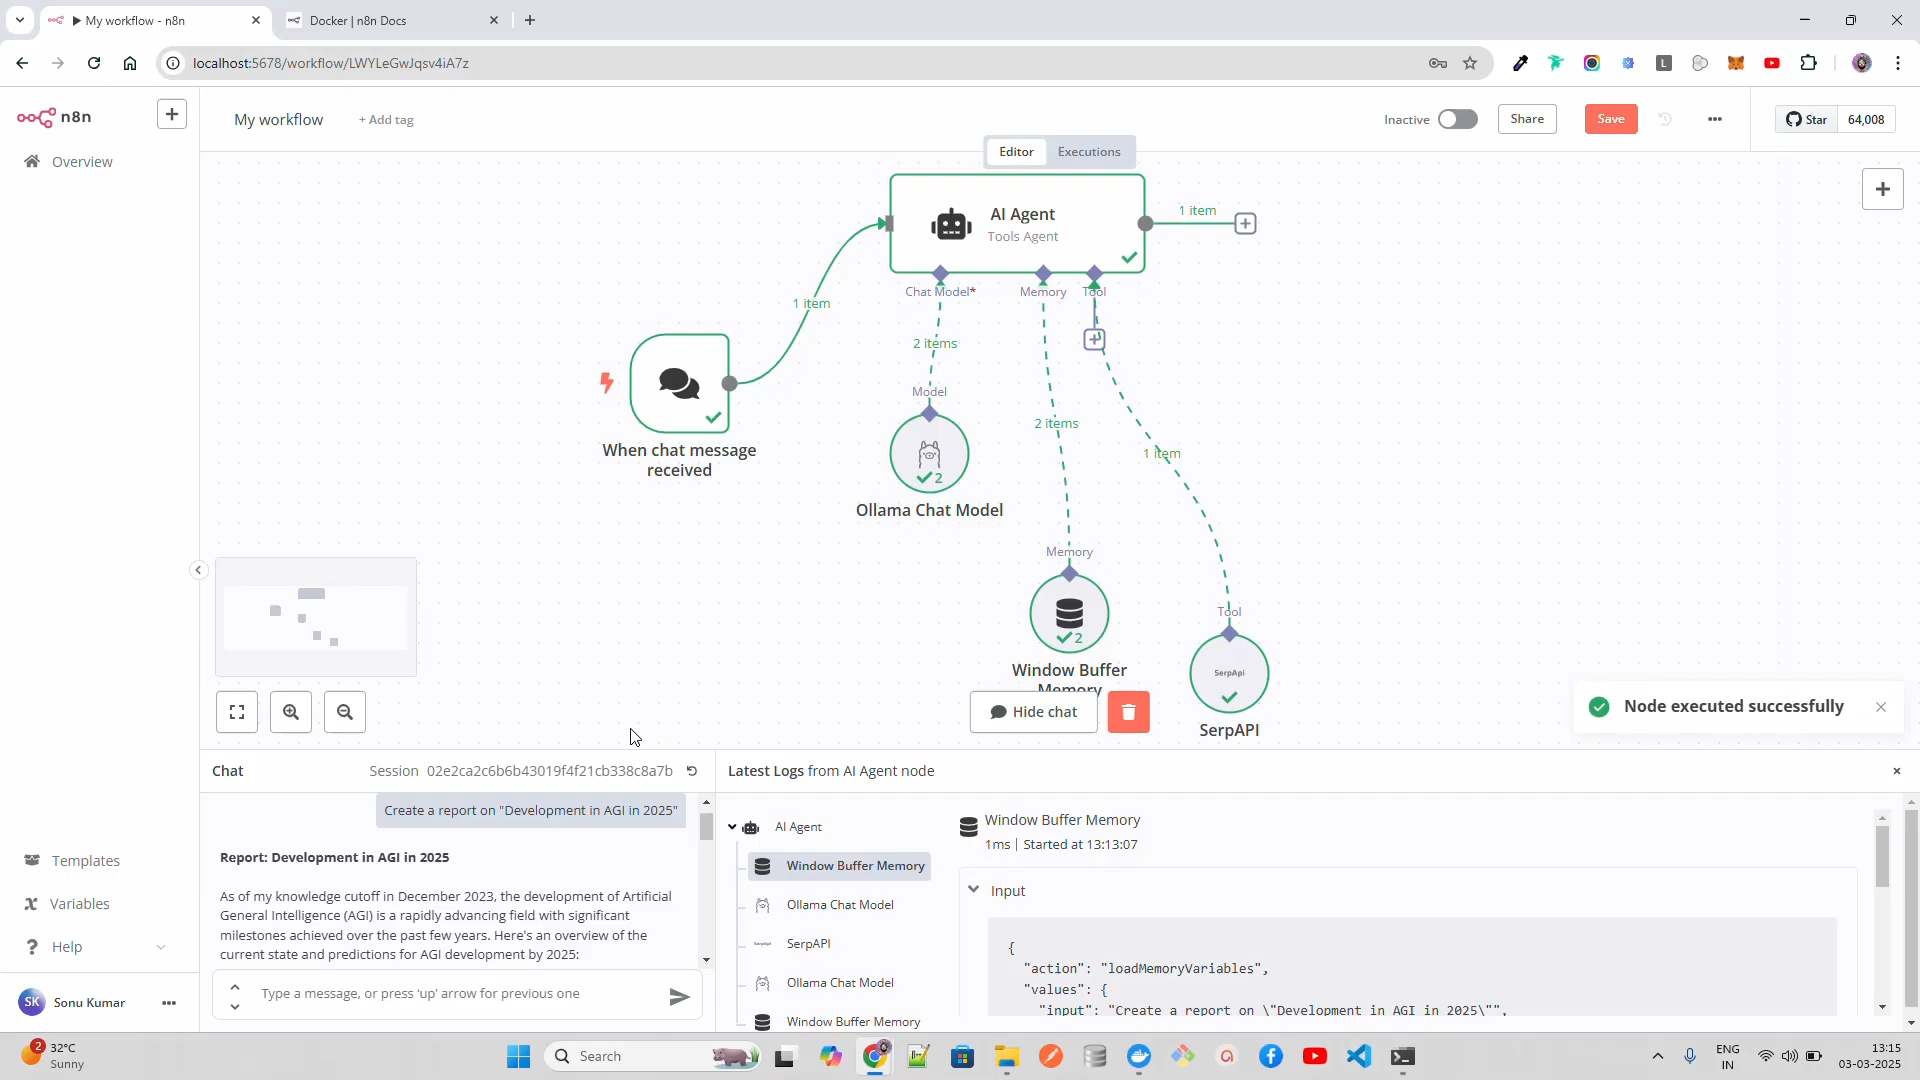 My workflow - n8n
Docker | n8n Docs
localhost:5678/workflow/LWYLeGwJqsv4iA7z
L
n8n
My workflow
+ Add tag
Inactive
Share
Save
Star
64,008
Overview
Editor
Executions
AI Agent
Tools Agent
1 item
Chat Model*
Memory
Tool
1 item
2 items
Model
2 items
1 item
When chat message
received
2
Ollama Chat Model
Memory
Tool
2
Window Buffer
Memory
SerpApi
SerpAPI
Hide chat
Node executed successfully
Chat
Session 02e2ca2c6b6b43019f4f21cb338c8a7b
Latest Logs from AI Agent node
Create a report on "Development in AGI in 2025"
Report: Development in AGI in 2025
As of my knowledge cutoff in December 2023, the development of Artificial
General Intelligence (AGI) is a rapidly advancing field with significant
milestones achieved over the past few years. Here's an overview of the
current state and predictions for AGI development by 2025:
Type a message, or press ‘up’ arrow for previous one
AI Agent
Window Buffer Memory
Ollama Chat Model
SerpApi
SerpAPI
Ollama Chat Model
Window Buffer Memory
Window Buffer Memory
1ms | Started at 13:13:07
Input
{
"action": "loadMemoryVariables",
"values": {
"input": "Create a report on \"Development in AGI in 2025\"",
Templates
Variables
Help
SK
Sonu Kumar
2
32°C
Sunny
Search
ENG
IN
13:15
03-03-2025